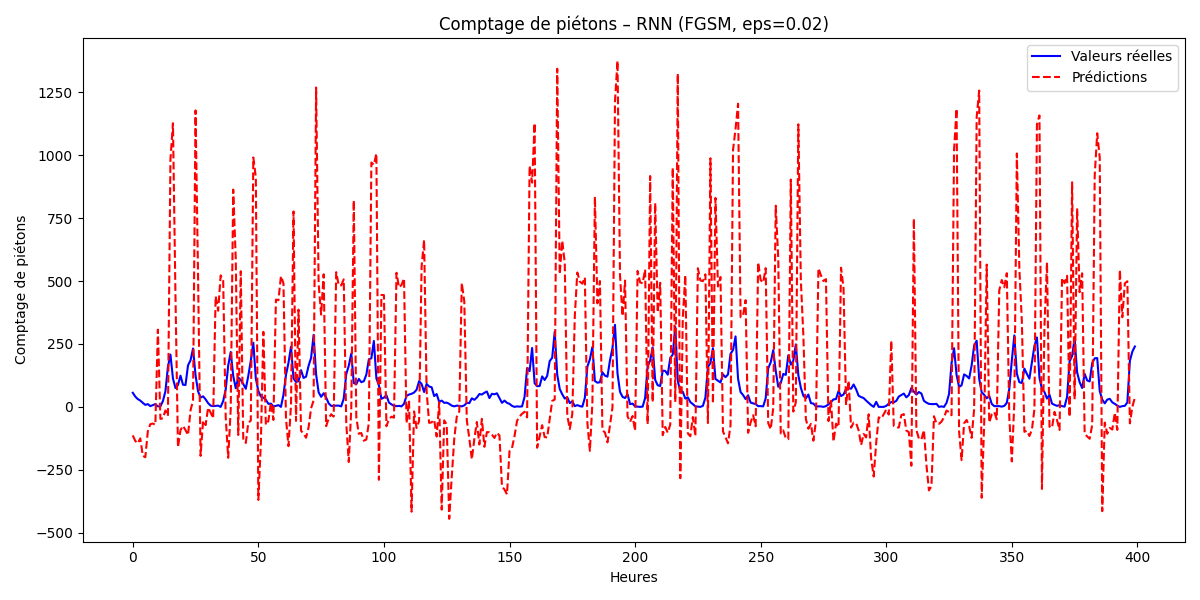 Comptage de piétons – RNN (FGSM, eps=0.02)
Valeurs réelles
Prédictions
Comptage de piétons
1250
1000
750
500
250
0
−250
−500
0 50 100 150 200 250 300 350 400
Heures